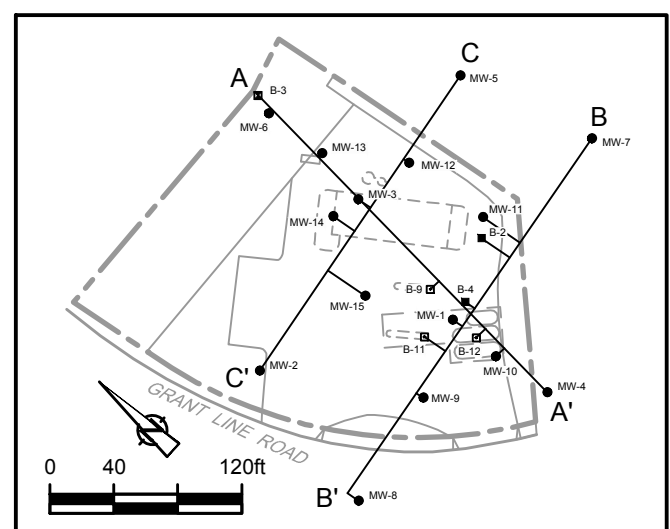 C
MW-5
A
B-3
MW-6
B
MW-7
MW-13
MW-12
MW-3
MW-14
MW-11
B-2
B-9
B-4
MW-15
MW-1
B-11
B-12
MW-10
MW-2
C'
MW-4
A'
MW-9
GRANT LINE ROAD
B'
MW-8
0 40 120ft